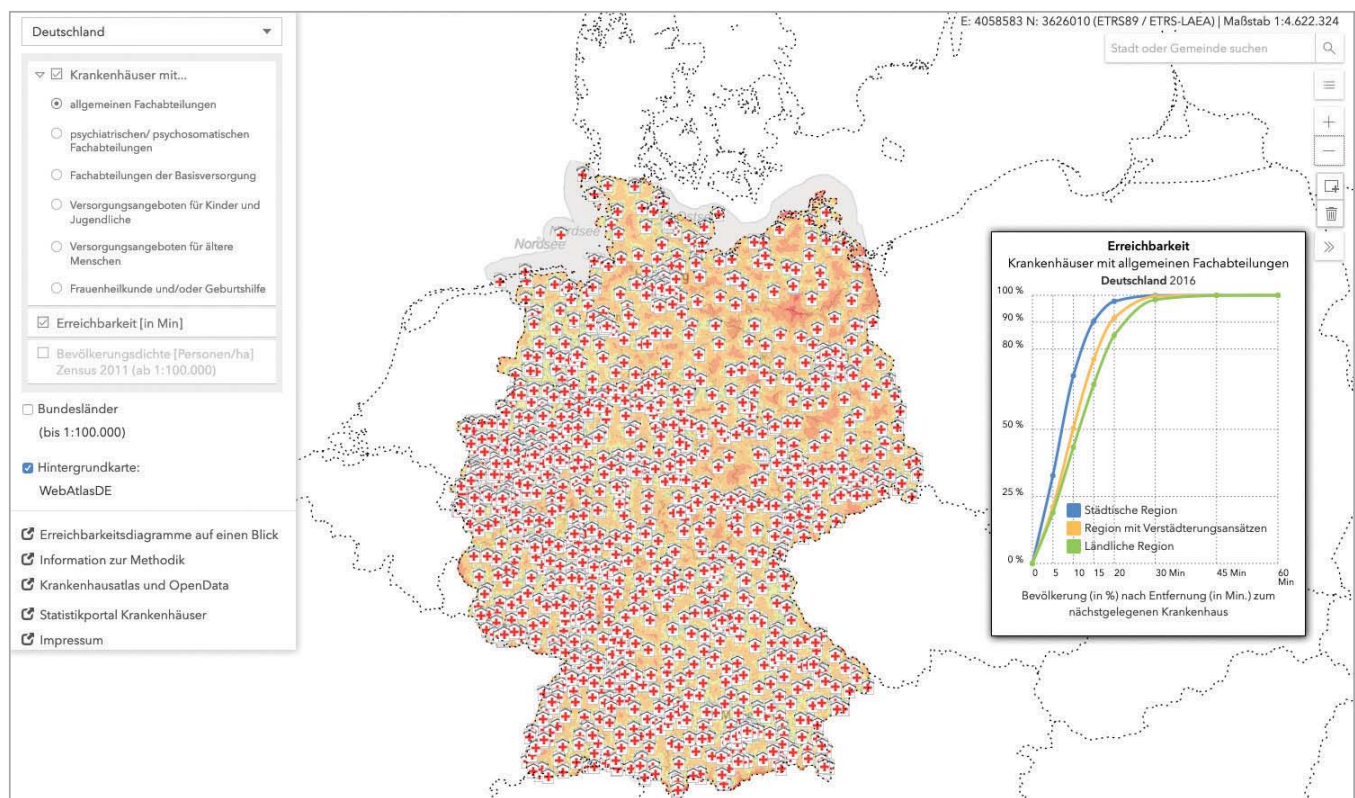 E: 4058583 N: 3626010 (ETRS89 / ETRS-LAEA) | Maßstab 1:4.622.324
Deutschland
Stadt oder Gemeinde suchen
Krankenhäuser mit...
allgemeinen Fachabteilungen
psychiatrischen/ psychosomatischen
Fachabteilungen
Fachabteilungen der Basisversorgung
Versorgungsangeboten für Kinder und
Jugendliche
Versorgungsangeboten für ältere
Menschen
Frauenheilkunde und/oder Geburtshilfe
Erreichbarkeit [in Min]
Bevölkerungsdichte [Personen/ha]
Zensus 2011 (ab 1:100.000)
Bundesländer
(bis 1:100.000)
Hintergrundkarte:
WebAtlasDE
Erreichbarkeitsdiagramme auf einen Blick
Information zur Methodik
Krankenhausatlas und OpenData
Statistikportal Krankenhäuser
Impressum
Nordsee
Nordsee
Erreichbarkeit
Krankenhäuser mit allgemeinen Fachabteilungen
Deutschland 2016
100 %
90 %
80 %
50 %
25 %
0 %
Städtische Region
Region mit Verstädterungsansätzen
Ländliche Region
0 5 10 15 20 30 Min 45 Min 60
Min
Bevölkerung (in %) nach Entfernung (in Min.) zum
nächstgelegenen Krankenhaus